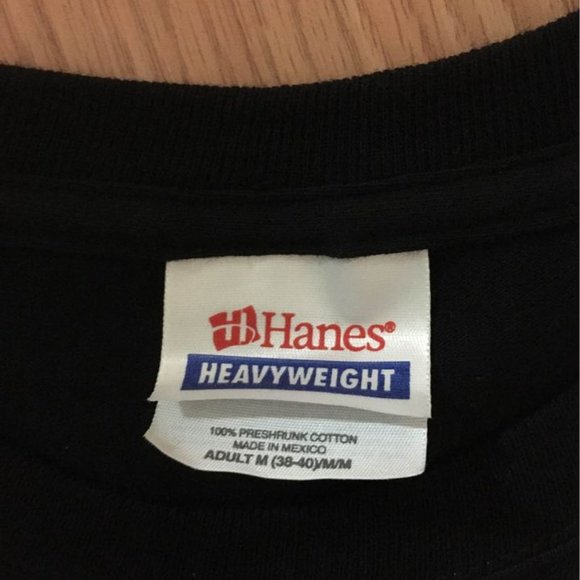 Hanes®
HEAVYWEIGHT
100% PRESHRUNK COTTON
MADE IN MEXICO
ADULT M (38-40)/M/M